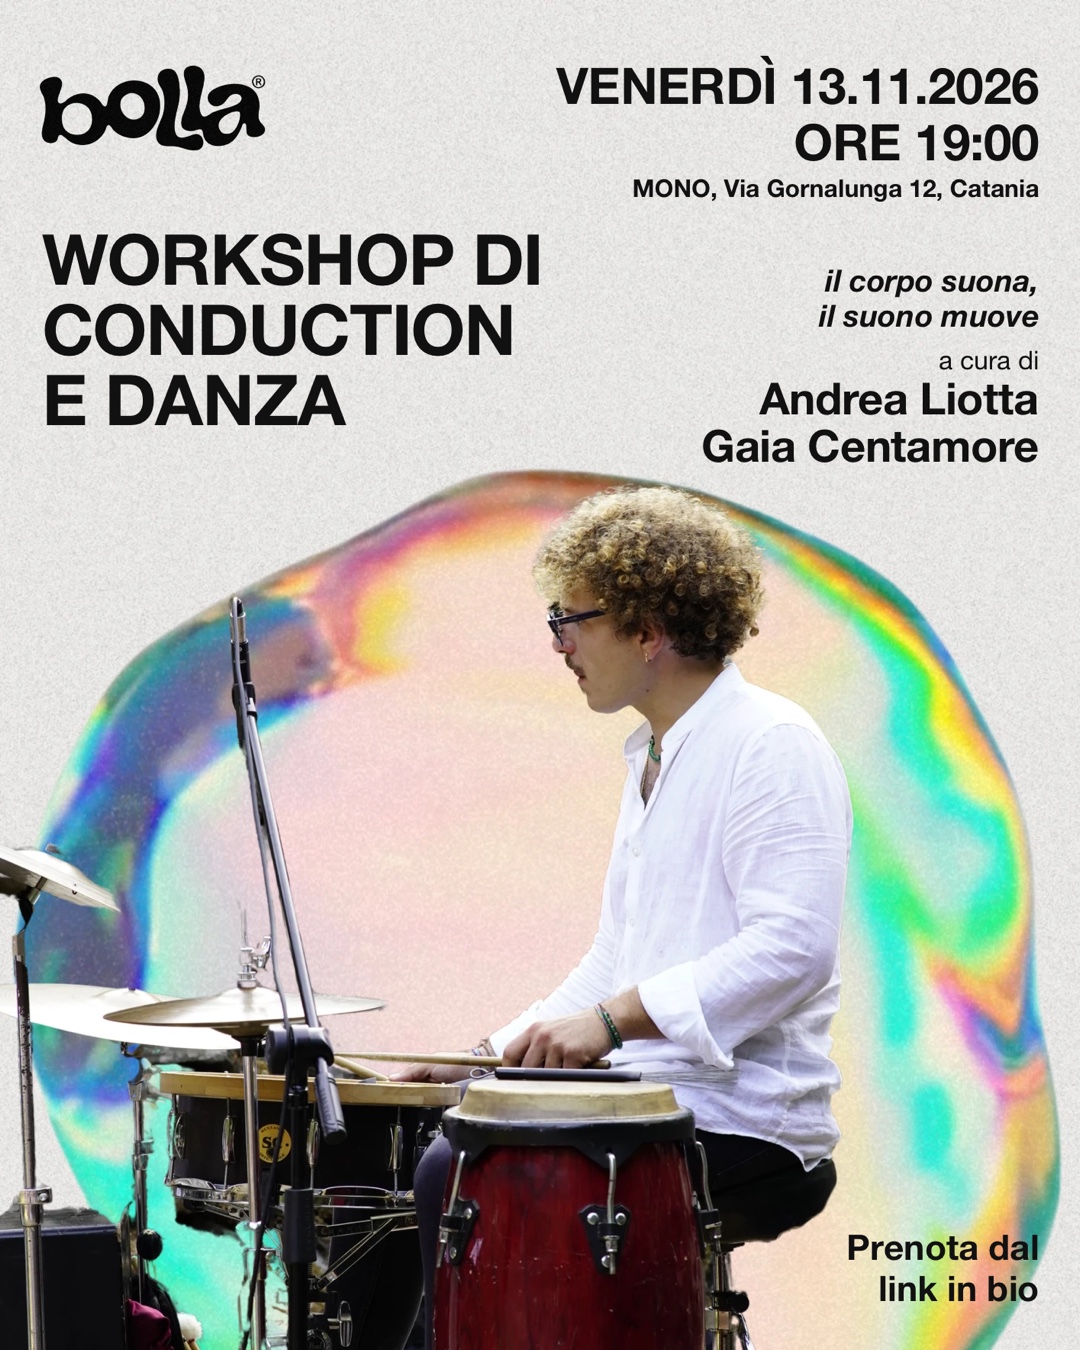 bolla®
VENERDÌ 13.11.2026
ORE 19:00
MONO, Via Gornalunga 12, Catania
WORKSHOP DI
CONDUCTION
E DANZA
il corpo suona,
il suono muove
a cura di
Andrea Liotta
Gaia Centamore
Prenota dal
link in bio